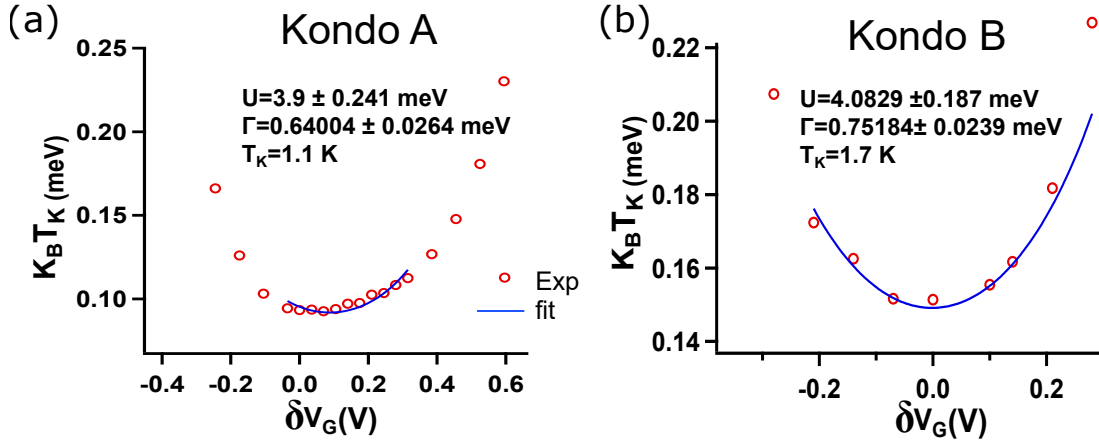 (a)
Kondo A
0.25
0.20
0.15
0.10
K_B T_K (meV)
U=3.9 ± 0.241 meV
Γ=0.64004 ± 0.0264 meV
T_K=1.1 K
Exp
fit
-0.4 -0.2 0.0 0.2 0.4 0.6
δV_G(V)
(b)
Kondo B
0.22
0.20
0.18
0.16
0.14
K_B T_K (meV)
U=4.0829 ±0.187 meV
Γ=0.75184± 0.0239 meV
T_K=1.7 K
-0.2 0.0 0.2
δV_G(V)